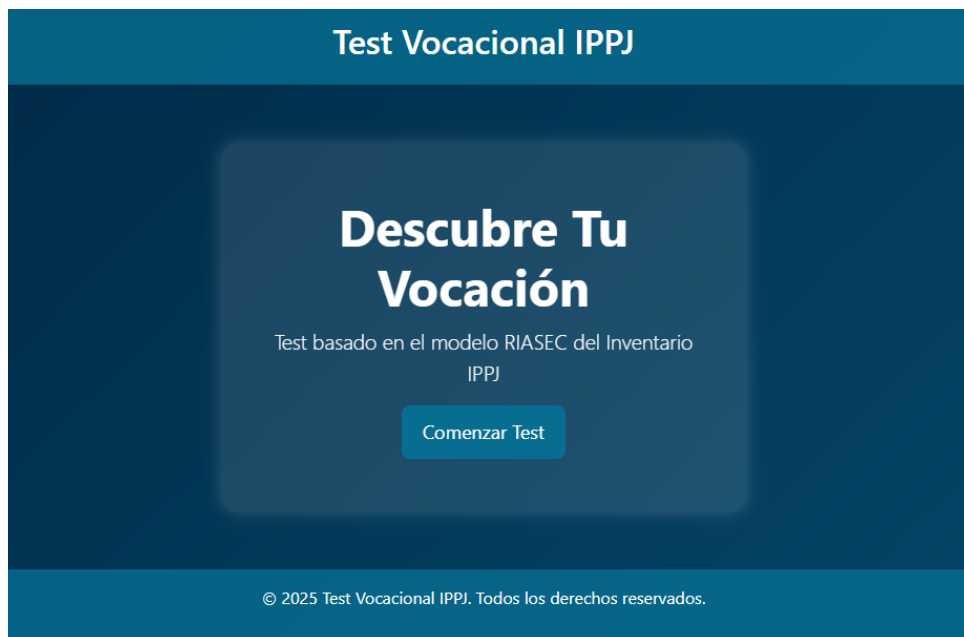 Test Vocacional IPPJ
Descubre Tu
Vocación
Test basado en el modelo RIASEC del Inventario
IPPJ
Comenzar Test
© 2025 Test Vocacional IPPJ. Todos los derechos reservados.